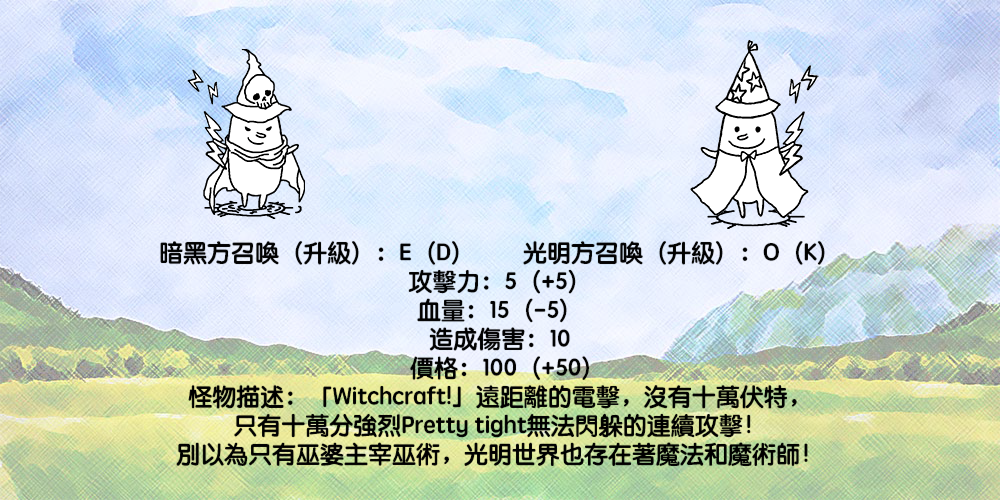 暗黑方召喚（升級）：E（D）　　光明方召喚（升級）：O（K）
攻擊力：5（+5）
血量：15（-5）
造成傷害：10
價格：100（+50）
怪物描述：「Witchcraft!」遠距離的電擊，沒有十萬伏特，
只有十萬分強烈Pretty tight無法閃躲的連續攻擊！
別以為只有巫婆主宰巫術，光明世界也存在著魔法和魔術師！